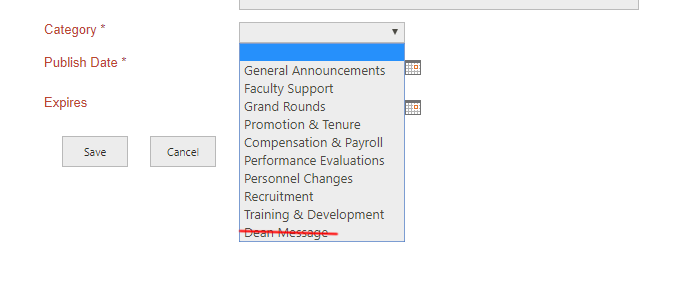 Category *
Publish Date *
Expires
Save
Cancel
General Announcements
Faculty Support
Grand Rounds
Promotion & Tenure
Compensation & Payroll
Performance Evaluations
Personnel Changes
Recruitment
Training & Development
Dean Message